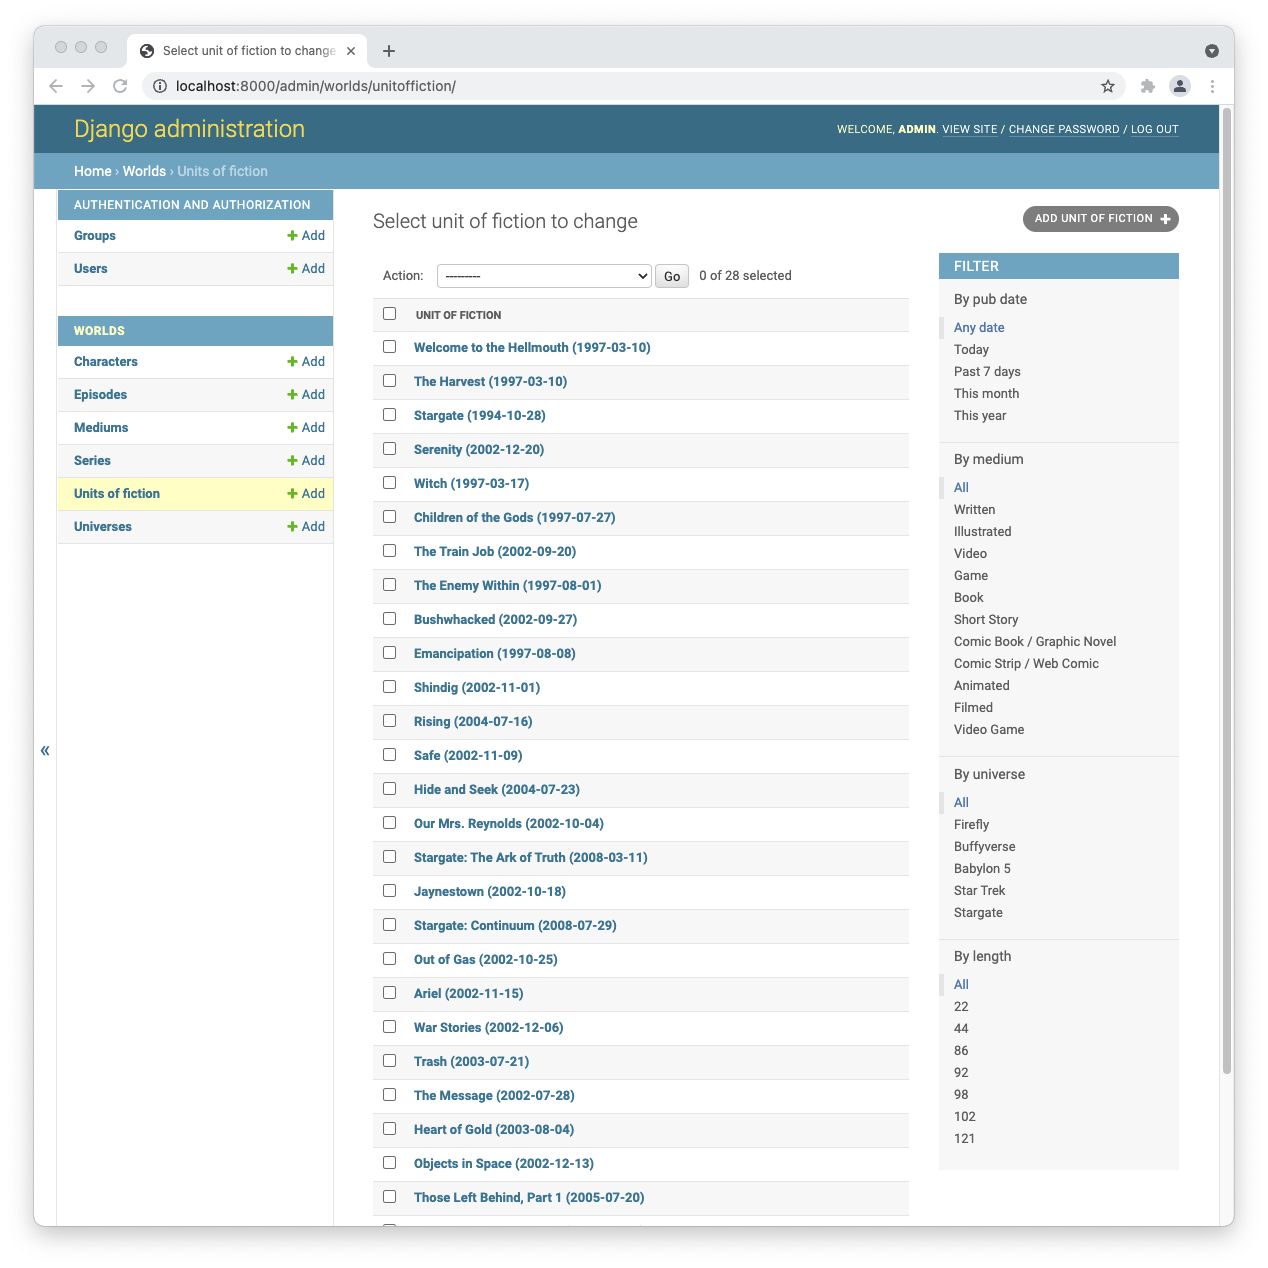 Select unit of fiction to change
localhost:8000/admin/worlds/unitoffiction/
Django administration
WELCOME, ADMIN. VIEW SITE / CHANGE PASSWORD / LOG OUT
Home › Worlds › Units of fiction
AUTHENTICATION AND AUTHORIZATION
Groups + Add
Users + Add
WORLDS
Characters + Add
Episodes + Add
Mediums + Add
Series + Add
Units of fiction + Add
Universes + Add
«
Select unit of fiction to change
ADD UNIT OF FICTION +
Action: --------- Go 0 of 28 selected
UNIT OF FICTION
Welcome to the Hellmouth (1997-03-10)
The Harvest (1997-03-10)
Stargate (1994-10-28)
Serenity (2002-12-20)
Witch (1997-03-17)
Children of the Gods (1997-07-27)
The Train Job (2002-09-20)
The Enemy Within (1997-08-01)
Bushwhacked (2002-09-27)
Emancipation (1997-08-08)
Shindig (2002-11-01)
Rising (2004-07-16)
Safe (2002-11-09)
Hide and Seek (2004-07-23)
Our Mrs. Reynolds (2002-10-04)
Stargate: The Ark of Truth (2008-03-11)
Jaynestown (2002-10-18)
Stargate: Continuum (2008-07-29)
Out of Gas (2002-10-25)
Ariel (2002-11-15)
War Stories (2002-12-06)
Trash (2003-07-21)
The Message (2002-07-28)
Heart of Gold (2003-08-04)
Objects in Space (2002-12-13)
Those Left Behind, Part 1 (2005-07-20)
FILTER
By pub date
Any date
Today
Past 7 days
This month
This year
By medium
All
Written
Illustrated
Video
Game
Book
Short Story
Comic Book / Graphic Novel
Comic Strip / Web Comic
Animated
Filmed
Video Game
By universe
All
Firefly
Buffyverse
Babylon 5
Star Trek
Stargate
By length
All
22
44
86
92
98
102
121